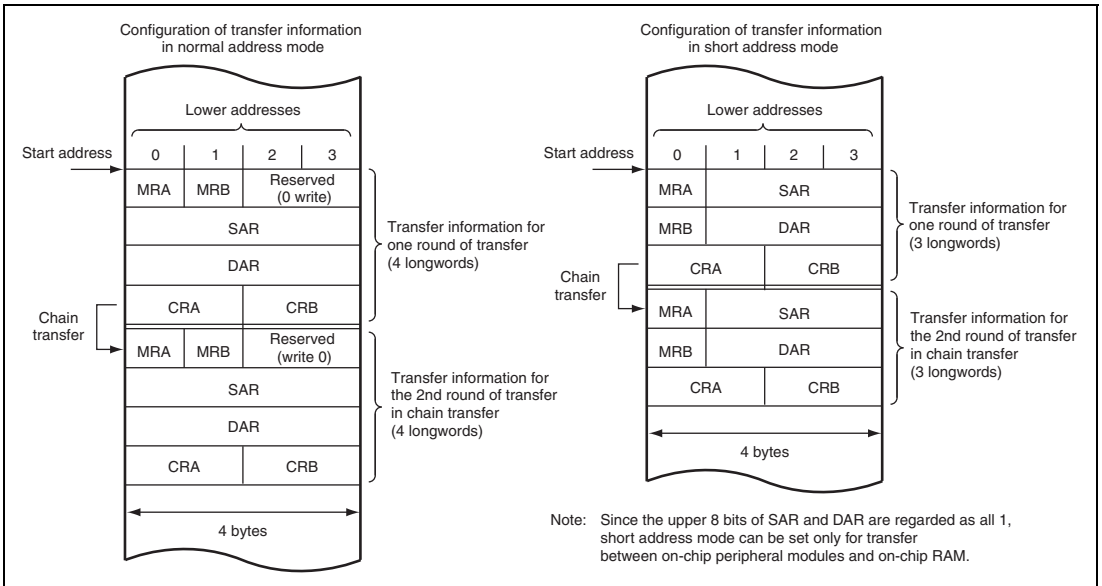 Configuration of transfer information
in normal address mode
Lower addresses
Start address
0 1 2 3
MRA MRB Reserved
(0 write)
SAR
DAR
CRA CRB
Transfer information for
one round of transfer
(4 longwords)
Chain
transfer
MRA MRB Reserved
(write 0)
SAR
DAR
CRA CRB
Transfer information for
the 2nd round of transfer
in chain transfer
(4 longwords)
4 bytes
Configuration of transfer information
in short address mode
Lower addresses
Start address
0 1 2 3
MRA SAR
MRB DAR
CRA CRB
Transfer information for
one round of transfer
(3 longwords)
Chain
transfer
MRA SAR
MRB DAR
CRA CRB
Transfer information for
the 2nd round of transfer
in chain transfer
(3 longwords)
4 bytes
Note: Since the upper 8 bits of SAR and DAR are regarded as all 1,
short address mode can be set only for transfer
between on-chip peripheral modules and on-chip RAM.